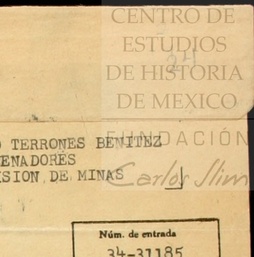 CENTRO DE
ESTUDIOS
DE HISTORIA
DE MEXICO
FUNDACIÓN
Carlos Slim
24
TERRONES BENITEZ
ENADORES
ISION DE MINAS
Núm. de entrada
34-31185